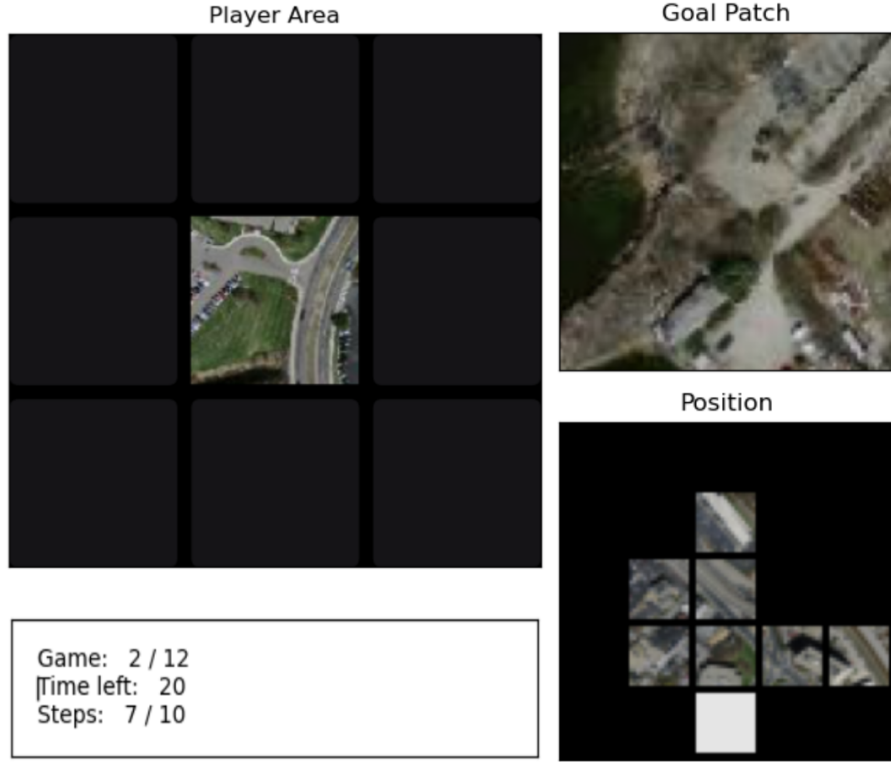 Player Area
Goal Patch
Position
Game: 2 / 12
Time left: 20
Steps: 7 / 10